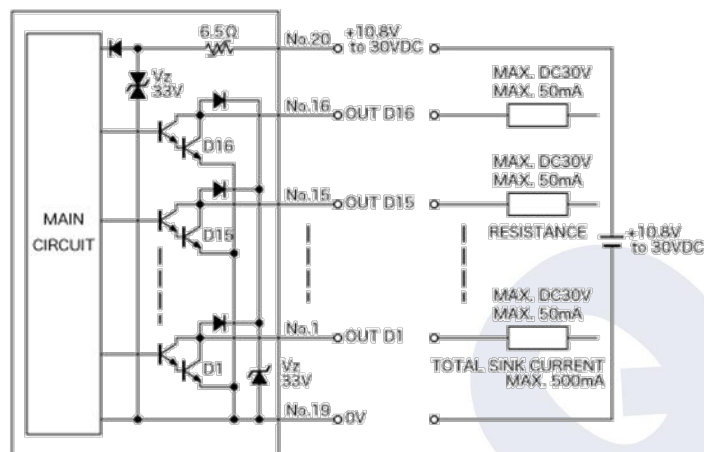 6.5Ω
No.20
+10.8V
to 30VDC
Vz
33V
MAX. DC30V
MAX. 50mA
No.16
OUT D16
D16
MAX. DC30V
MAX. 50mA
No.15
OUT D15
D15
MAIN
CIRCUIT
RESISTANCE
+10.8V
to 30VDC
MAX. DC30V
MAX. 50mA
No.1
OUT D1
D1
Vz
33V
TOTAL SINK CURRENT
MAX. 500mA
No.19
0V